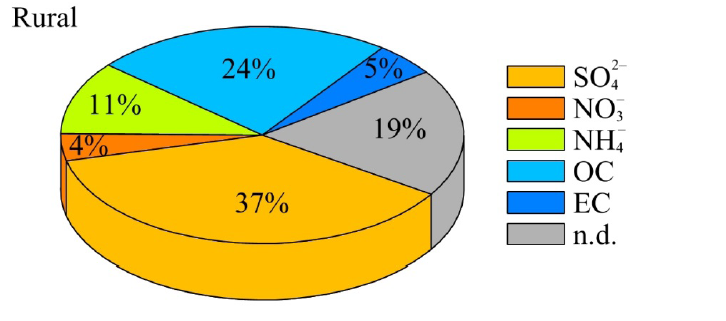 Rural
24%
5%
11%
19%
4%
37%
SO₄²⁻
NO₃⁻
NH₄⁻
OC
EC
n.d.